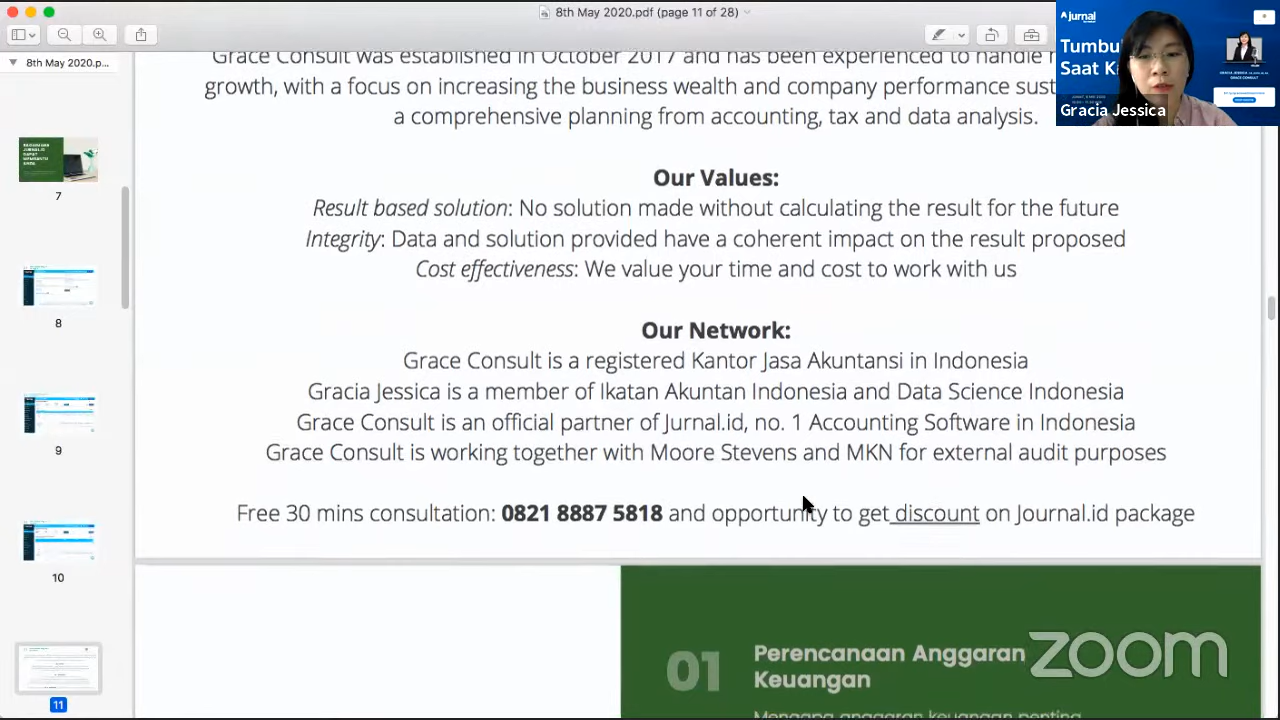 8th May 2020.pdf (page 11 of 28)
8th May 2020.p...
7
8
9
10
11
Grace Consult was established in October 2017 and has been experienced to handle
growth, with a focus on increasing the business wealth and company performance sust
a comprehensive planning from accounting, tax and data analysis.
Our Values:
Result based solution: No solution made without calculating the result for the future
Integrity: Data and solution provided have a coherent impact on the result proposed
Cost effectiveness: We value your time and cost to work with us
Our Network:
Grace Consult is a registered Kantor Jasa Akuntansi in Indonesia
Gracia Jessica is a member of Ikatan Akuntan Indonesia and Data Science Indonesia
Grace Consult is an official partner of Jurnal.id, no. 1 Accounting Software in Indonesia
Grace Consult is working together with Moore Stevens and MKN for external audit purposes
Free 30 mins consultation: 0821 8887 5818 and opportunity to get discount on Journal.id package
01
Perencanaan Anggaran
Keuangan
Mengapa anggaran keuangan penting
zoom
jurnal
Tumbu
Saat K
GRACE CONSULT
Gracia Jessica